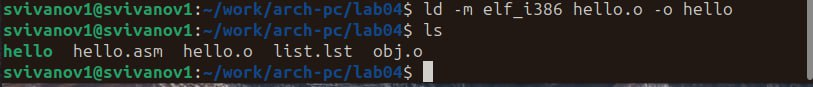 svivanov1@svivanov1:~/work/arch-pc/lab04$ ld -m elf_i386 hello.o -o hello
svivanov1@svivanov1:~/work/arch-pc/lab04$ ls
hello  hello.asm  hello.o  list.lst  obj.o
svivanov1@svivanov1:~/work/arch-pc/lab04$